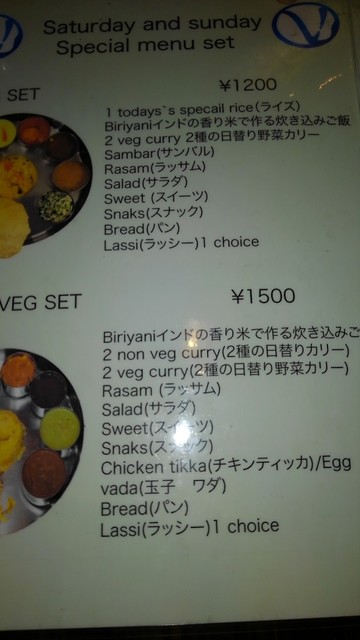 Saturday and sunday
Special menu set
SET ¥1200
1 todays`s specail rice(ライズ)
Biriyaniインドの香り米で作る炊き込みご飯
2 veg curry 2種の日替り野菜カリー
Sambar(サンバル)
Rasam(ラッサム)
Salad(サラダ)
Sweet (スイーツ)
Snaks(スナック)
Bread(パン)
Lassi(ラッシー)1 choice
VEG SET ¥1500
Biriyaniインドの香り米で作る炊き込みご
2 non veg curry(2種の日替りカリー)
2 veg curry(2種の日替り野菜カリー)
Rasam (ラッサム)
Salad(サラダ)
Sweet(スイーツ)
Snaks(スナック)
Chicken tikka(チキンティッカ)/Egg
vada(玉子 ワダ)
Bread(パン)
Lassi(ラッシー)1 choice